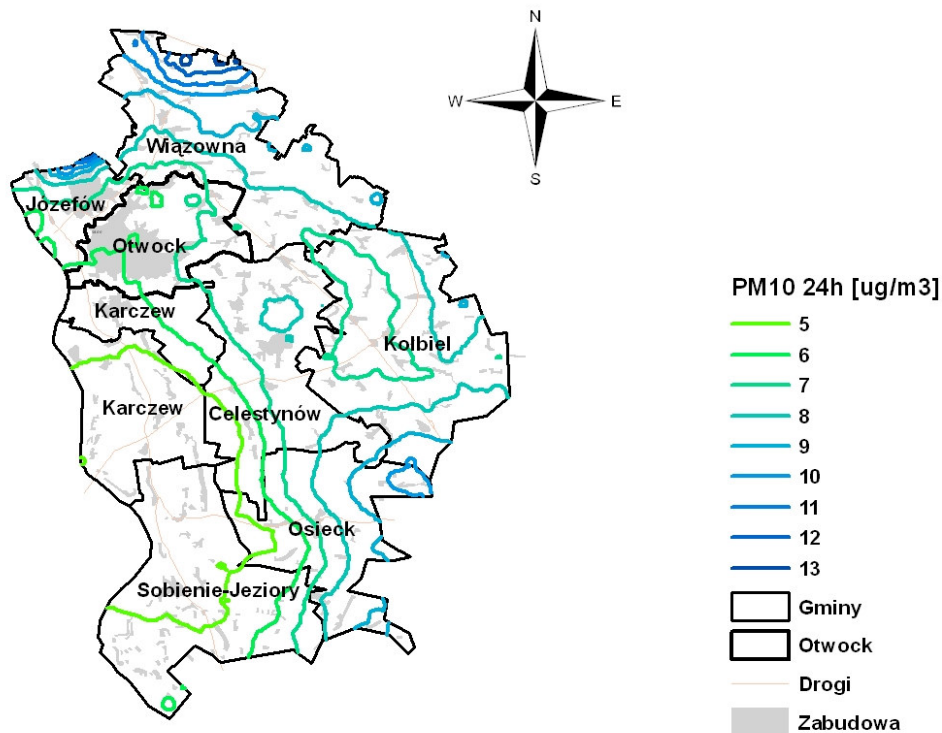 N
W E
S
Wiązowna
Józefów
Otwock
Karczew
Kołbiel
Karczew
Celestynów
Osieck
Sobienie-Jeziory
PM10 24h [ug/m3]
5
6
7
8
9
10
11
12
13
Gminy
Otwock
Drogi
Zabudowa